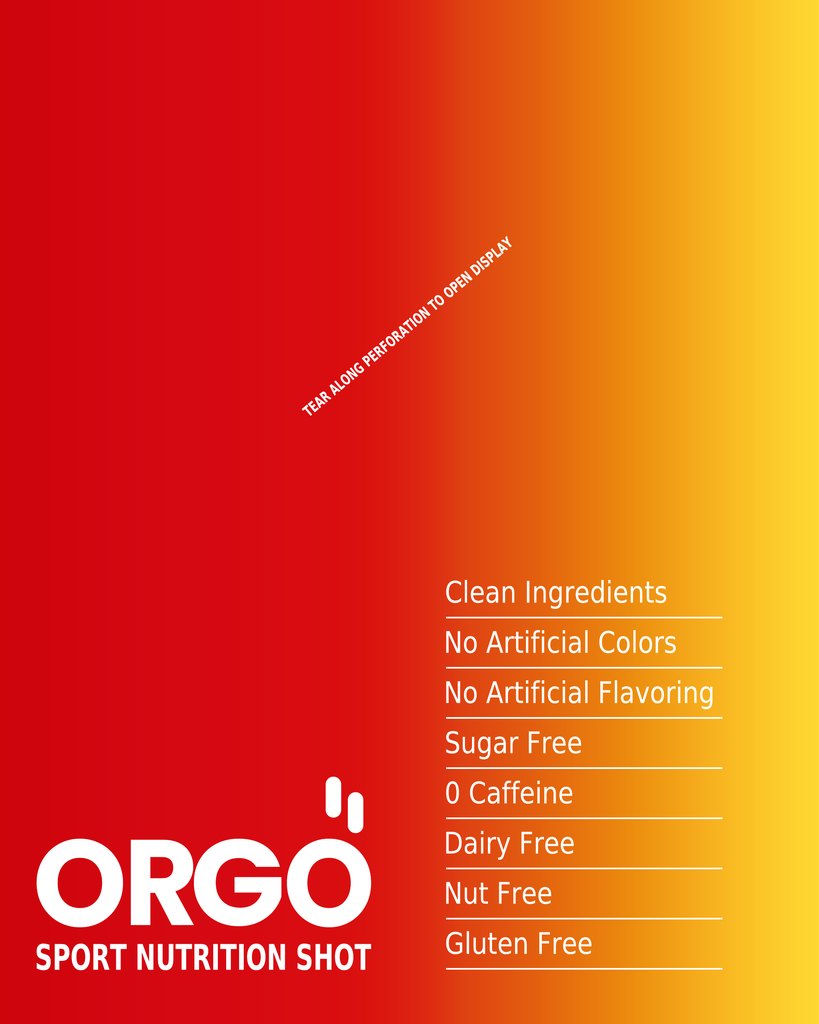 TEAR ALONG PERFORATION TO OPEN DISPLAY
Clean Ingredients
No Artificial Colors
No Artificial Flavoring
Sugar Free
0 Caffeine
Dairy Free
Nut Free
Gluten Free
ORGO
SPORT NUTRITION SHOT